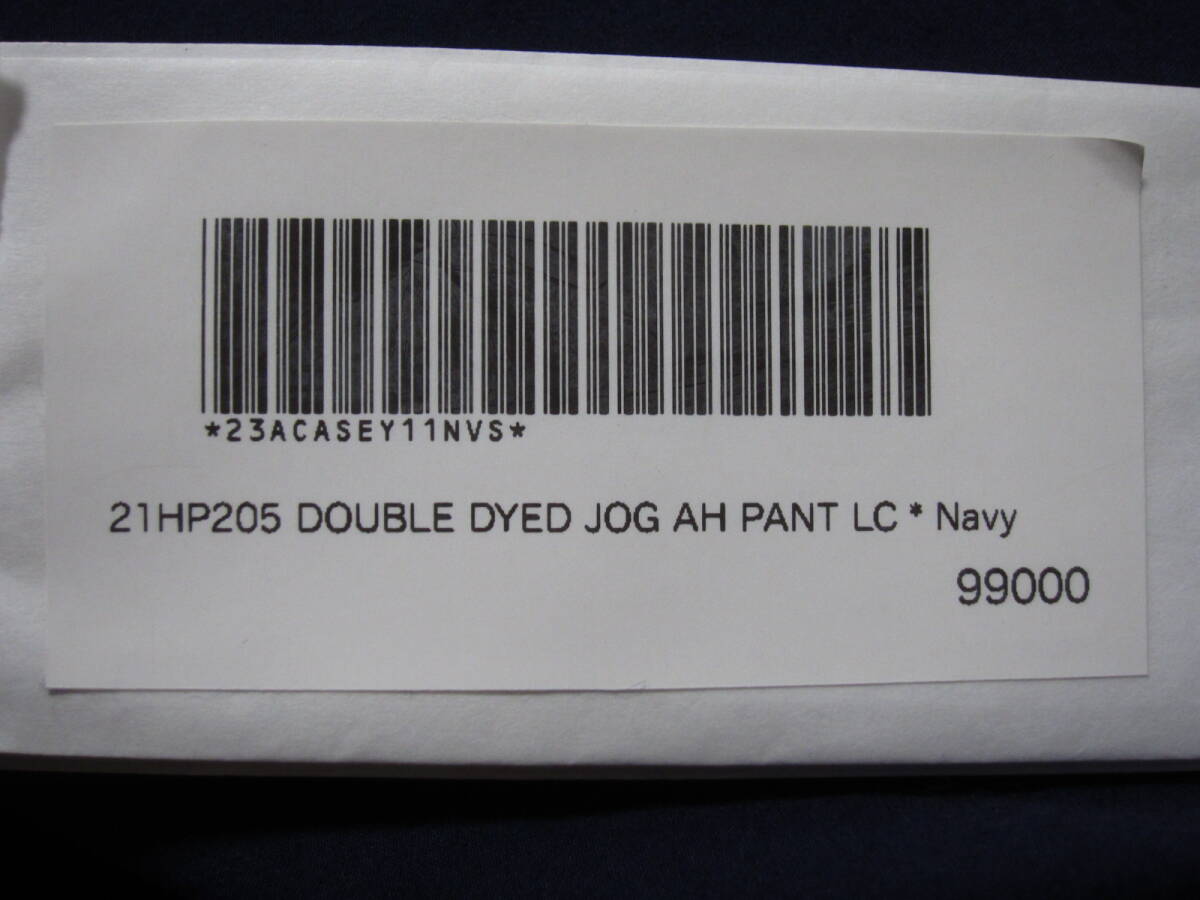 *23ACASEY11NVS*
21HP205 DOUBLE DYED JOG AH PANT LC * Navy
99000